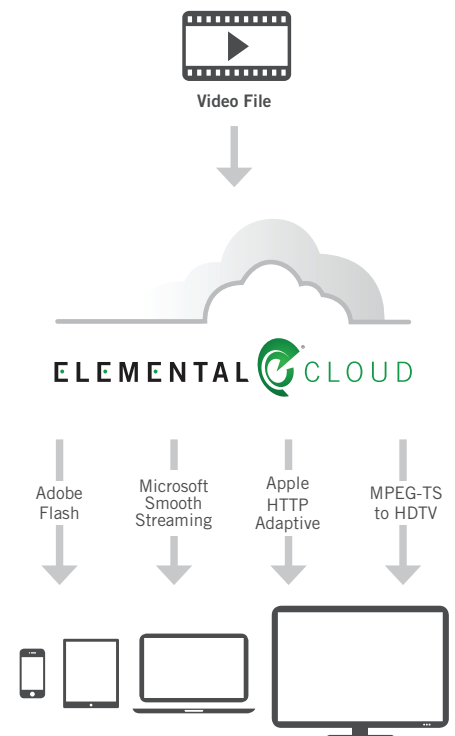 Video File
ELEMENTAL CLOUD
Adobe
Flash
Microsoft
Smooth
Streaming
Apple
HTTP
Adaptive
MPEG-TS
to HDTV